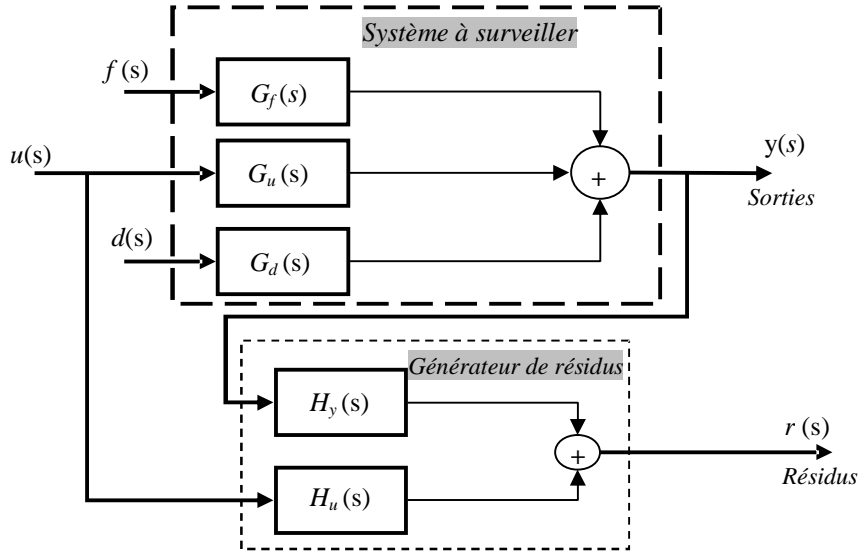 Système à surveiller
f (s)
G_f (s)
u(s)
G_u (s)
+
y(s)
Sorties
d(s)
G_d (s)
Générateur de résidus
H_y (s)
r (s)
+
Résidus
H_u (s)